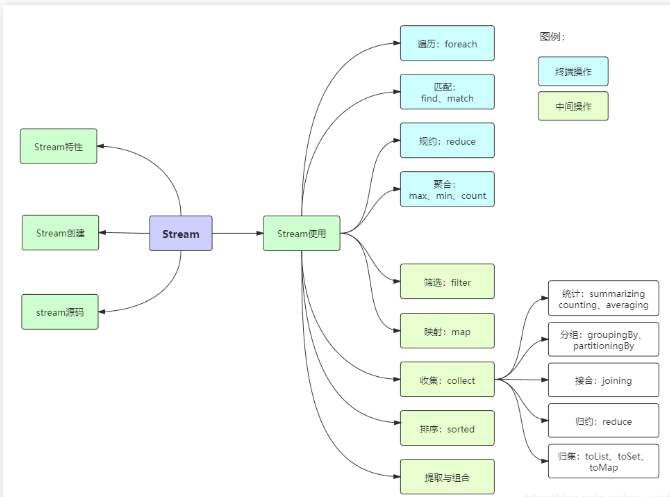 图例：
终端操作
中间操作
Stream特性
Stream创建
stream源码
Stream
Stream使用
遍历：foreach
匹配：
find、match
规约：reduce
聚合：
max、min、count
筛选：filter
映射：map
收集：collect
排序：sorted
提取与组合
统计：summarizing
counting、averaging
分组：groupingBy、
partitioningBy
接合：joining
归约：reduce
归集：toList、toSet、
toMap